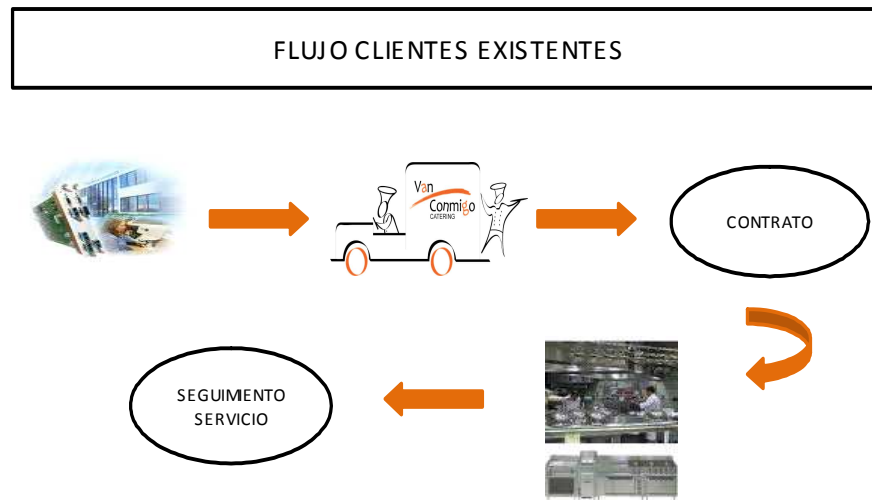 FLUJO CLIENTES EXISTENTES
Van
Conmigo
CATERING
CONTRATO
SEGUIMIENTO
SERVICIO